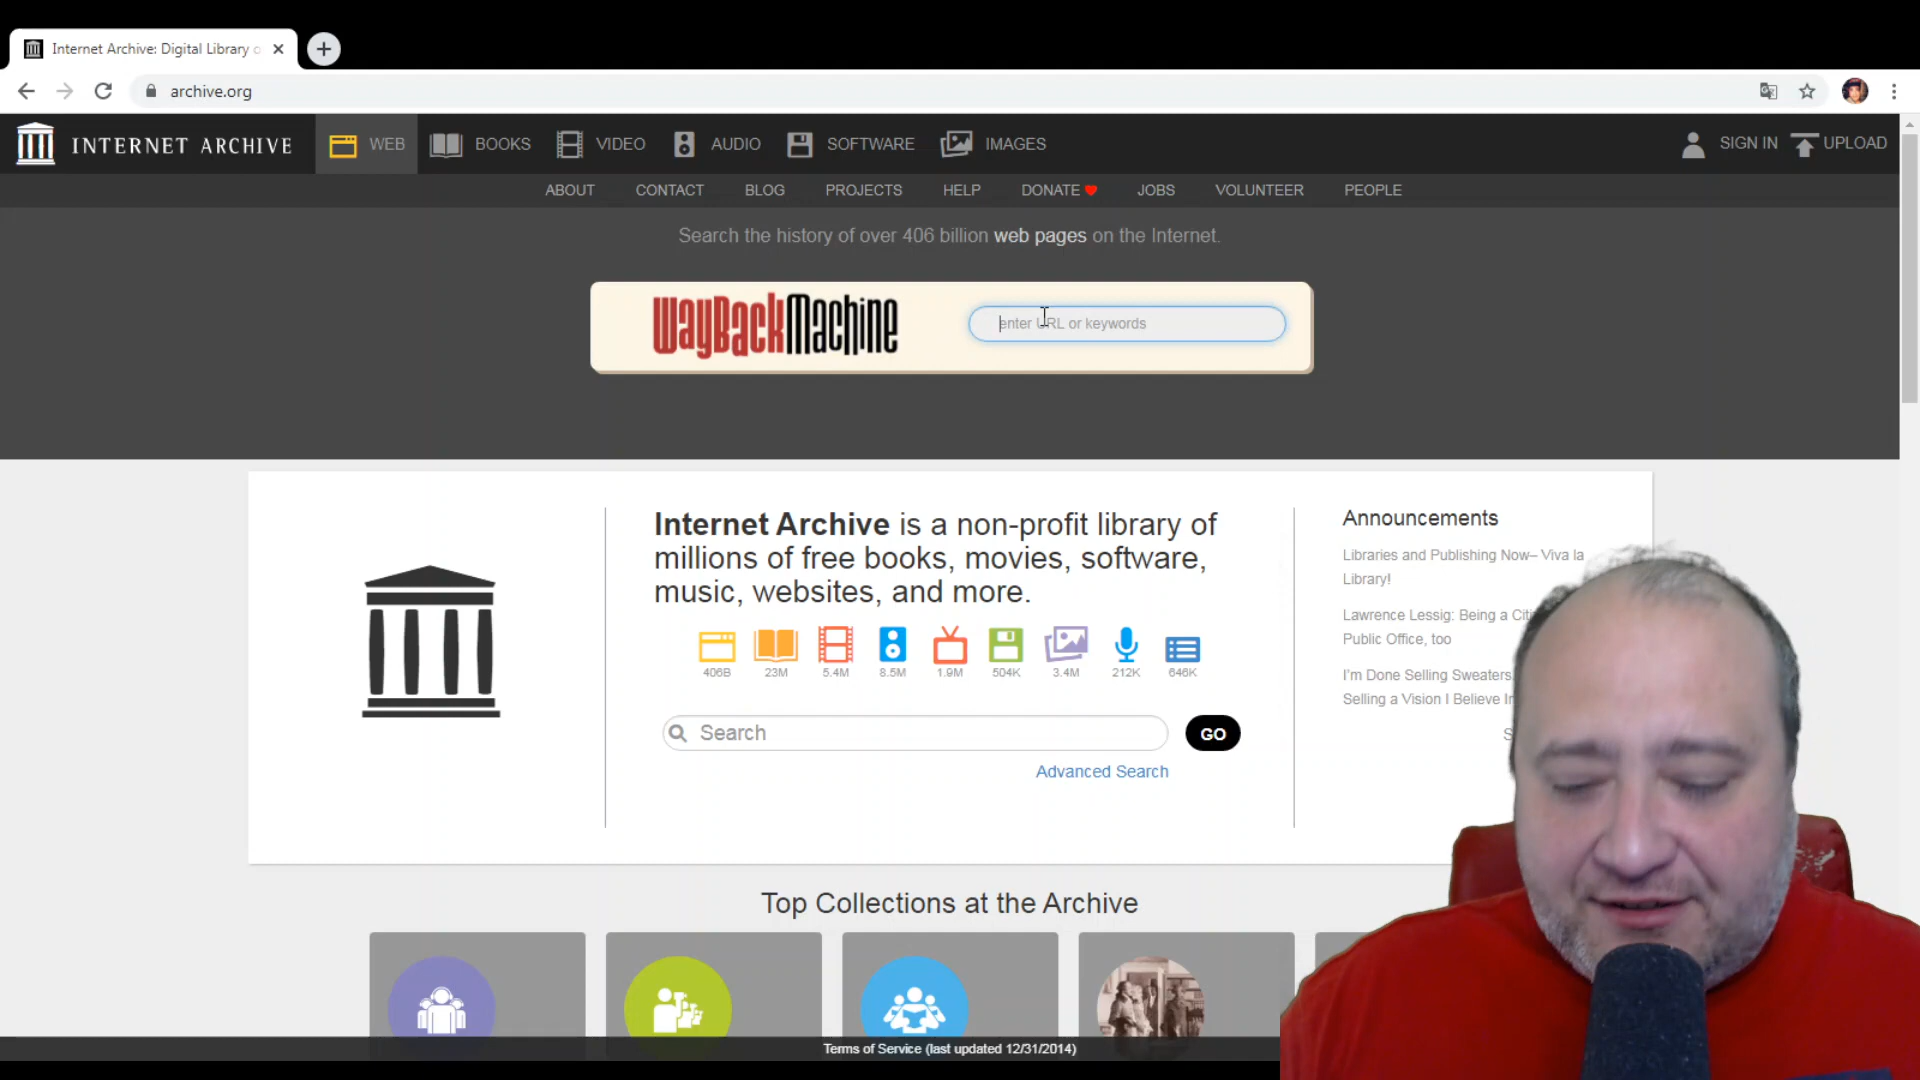 Internet Archive: Digital Library o
archive.org
INTERNET ARCHIVE
WEB
BOOKS
VIDEO
AUDIO
SOFTWARE
IMAGES
SIGN IN
UPLOAD
ABOUT
CONTACT
BLOG
PROJECTS
HELP
DONATE
JOBS
VOLUNTEER
PEOPLE
Search the history of over 406 billion web pages on the Internet.
WayBackMachine
enter URL or keywords
Internet Archive is a non-profit library of
millions of free books, movies, software,
music, websites, and more.
406B
23M
5.4M
8.5M
1.9M
504K
3.4M
212K
646K
Search
GO
Advanced Search
Announcements
Libraries and Publishing Now– Viva la
Library!
Lawrence Lessig: Being a
Public Office, too
I'm Done Selling Sweaters
Selling a Vision I Believe
Top Collections at the Archive
Terms of Service (last updated 12/31/2014)